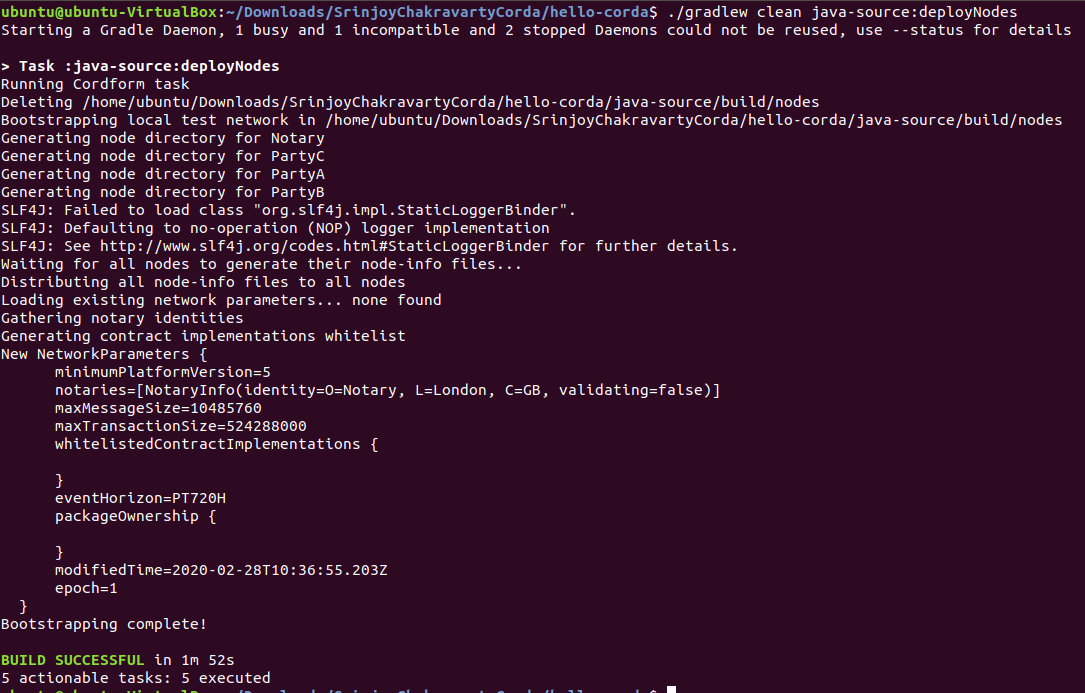 ubuntu@ubuntu-VirtualBox:~/Downloads/SrinjoyChakravartyCorda/hello-corda$ ./gradlew clean java-source:deployNodes
Starting a Gradle Daemon, 1 busy and 1 incompatible and 2 stopped Daemons could not be reused, use --status for details
> Task :java-source:deployNodes
Running Cordform task
Deleting /home/ubuntu/Downloads/SrinjoyChakravartyCorda/hello-corda/java-source/build/nodes
Bootstrapping local test network in /home/ubuntu/Downloads/SrinjoyChakravartyCorda/hello-corda/java-source/build/nodes
Generating node directory for Notary
Generating node directory for PartyC
Generating node directory for PartyA
Generating node directory for PartyB
SLF4J: Failed to load class "org.slf4j.impl.StaticLoggerBinder".
SLF4J: Defaulting to no-operation (NOP) logger implementation
SLF4J: See http://www.slf4j.org/codes.html#StaticLoggerBinder for further details.
Waiting for all nodes to generate their node-info files...
Distributing all node-info files to all nodes
Loading existing network parameters... none found
Gathering notary identities
Generating contract implementations whitelist
New NetworkParameters {
minimumPlatformVersion=5
notaries=[NotaryInfo(identity=O=Notary, L=London, C=GB, validating=false)]
maxMessageSize=10485760
maxTransactionSize=524288000
whitelistedContractImplementations {
}
eventHorizon=PT720H
packageOwnership {
}
modifiedTime=2020-02-28T10:36:55.203Z
epoch=1
}
Bootstrapping complete!
BUILD SUCCESSFUL in 1m 52s
5 actionable tasks: 5 executed